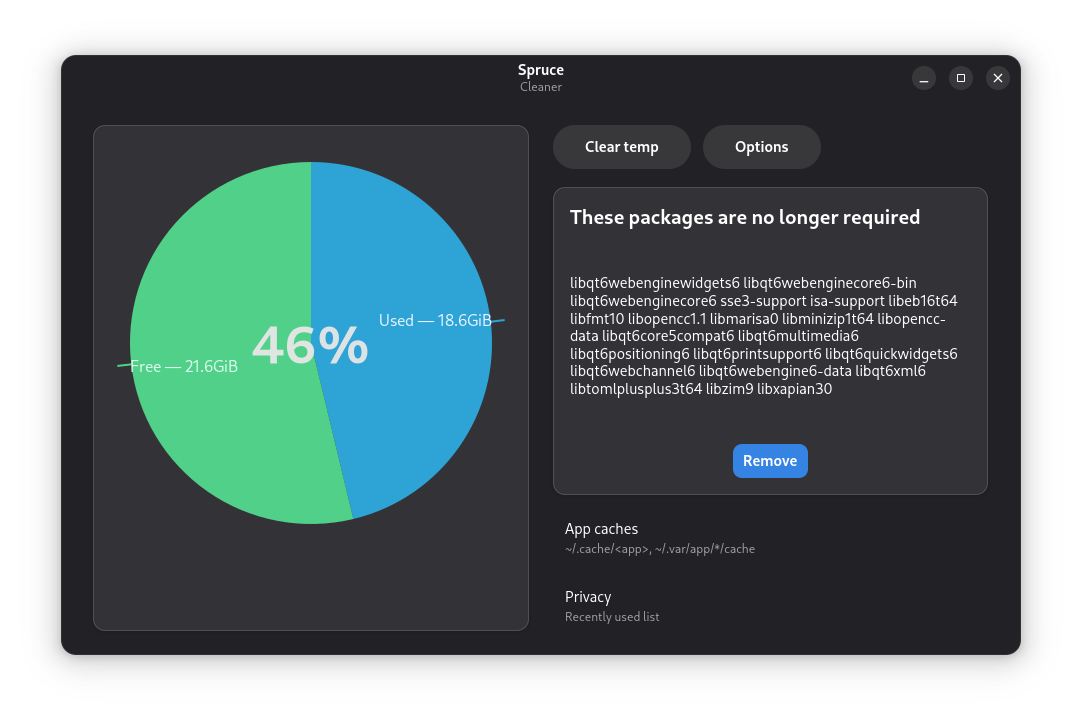 Spruce
Cleaner
46%
Used — 18.6GiB
Free — 21.6GiB
Clear temp
Options
These packages are no longer required
libqt6webenginewidgets6 libqt6webenginecore6-bin
libqt6webenginecore6 sse3-support isa-support libeb16t64
libfmt10 libopencc1.1 libmarisa0 libminizip1t64 libopencc-
data libqt6core5compat6 libqt6multimedia6
libqt6positioning6 libqt6printsupport6 libqt6quickwidgets6
libqt6webchannel6 libqt6webengine6-data libqt6xml6
libtomlplusplus3t64 libzim9 libxapian30
Remove
App caches
~/.cache/<app>, ~/.var/app/*/cache
Privacy
Recently used list